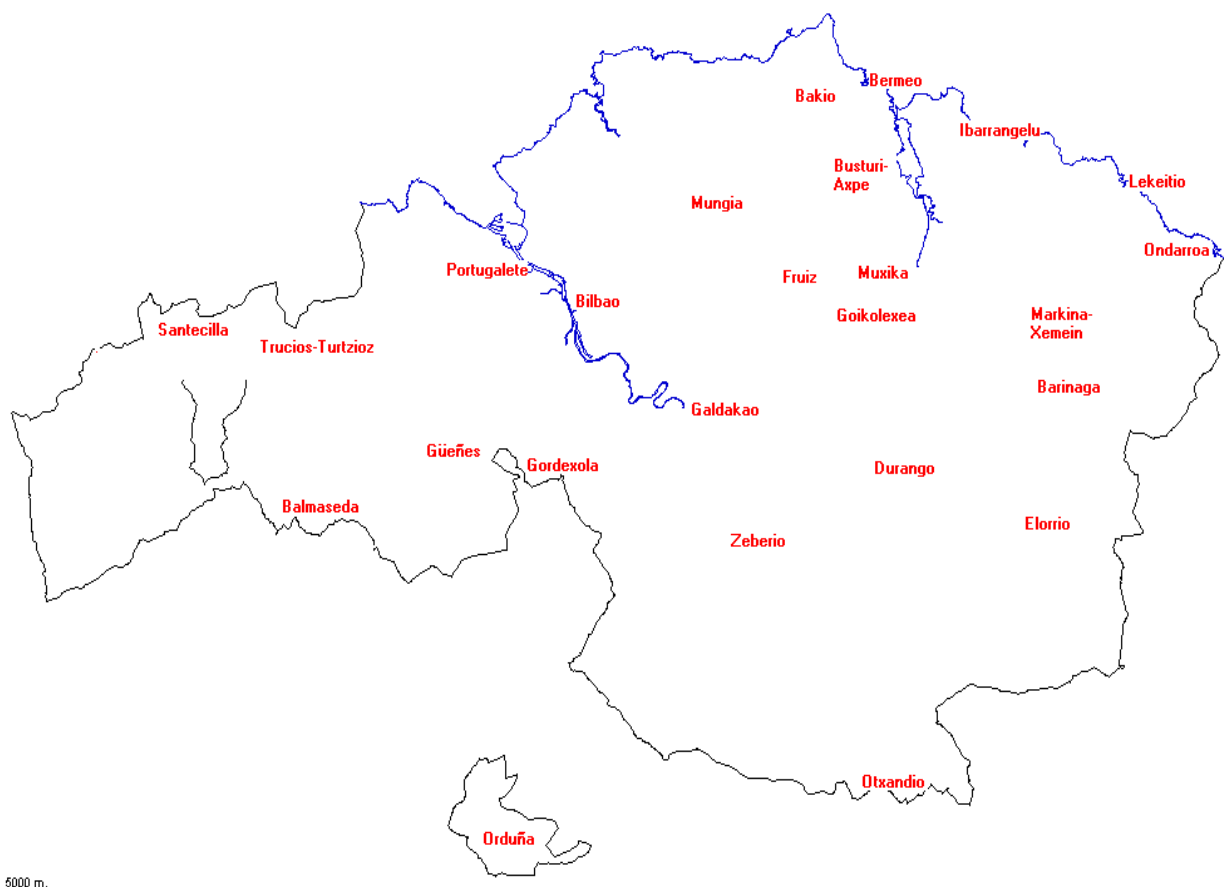 Bermeo
Bakio
Ibarrangelu
Busturi-
Axpe
Lekeitio
Mungia
Ondarroa
Portugalete
Fruiz
Muxika
Bilbao
Goikolexea
Markina-
Xemein
Santecilla
Trucios-Turtzioz
Barinaga
Galdakao
Güeñes
Gordexola
Durango
Balmaseda
Elorrio
Zeberio
Otxandio
Orduña
5000 m.